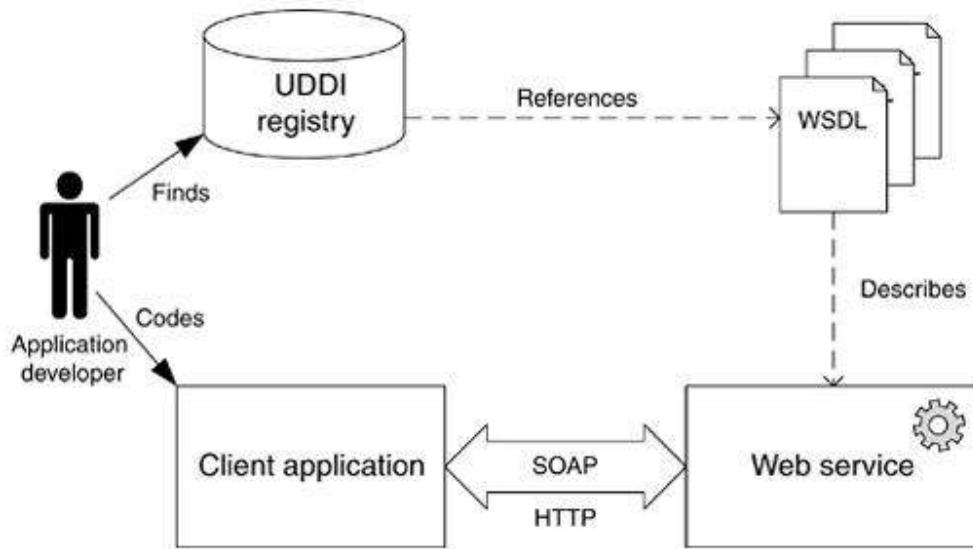 UDDI
registry
References
WSDL
Finds
Describes
Codes
Application
developer
Client application
SOAP
HTTP
Web service